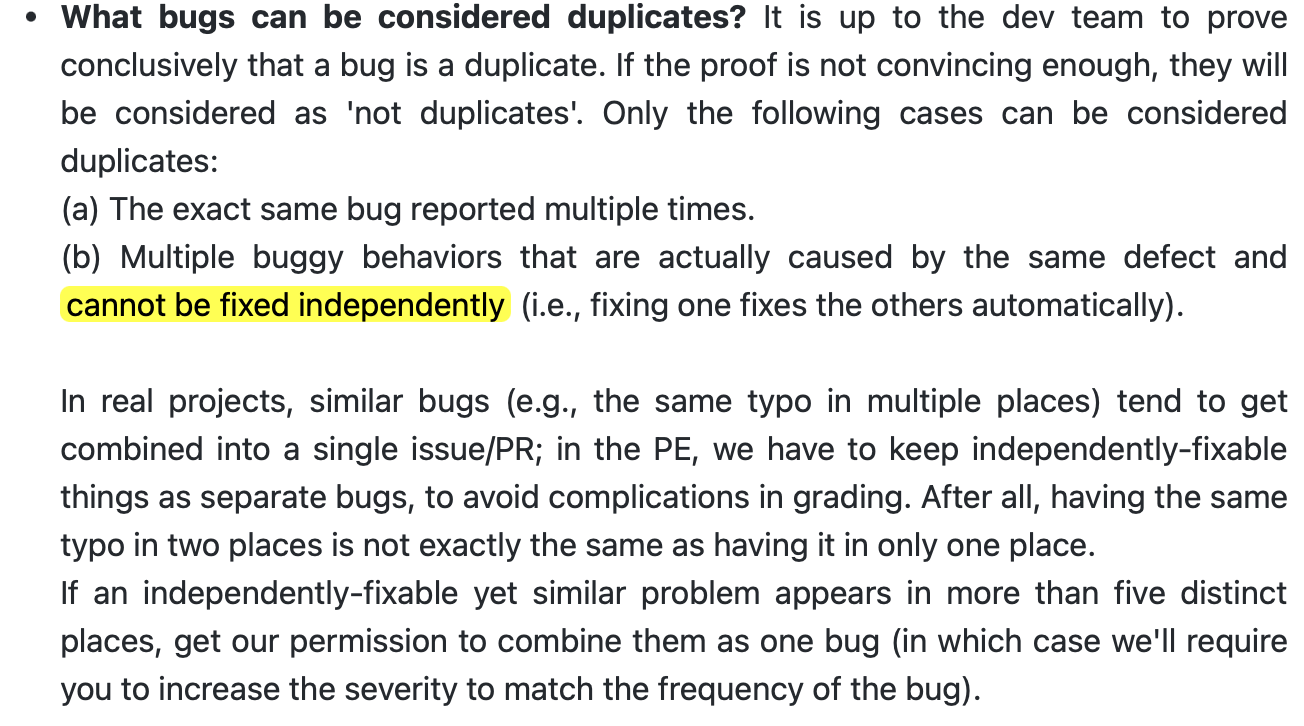 • What bugs can be considered duplicates? It is up to the dev team to prove
conclusively that a bug is a duplicate. If the proof is not convincing enough, they will
be considered as 'not duplicates'. Only the following cases can be considered
duplicates:
(a) The exact same bug reported multiple times.
(b) Multiple buggy behaviors that are actually caused by the same defect and
cannot be fixed independently (i.e., fixing one fixes the others automatically).
In real projects, similar bugs (e.g., the same typo in multiple places) tend to get
combined into a single issue/PR; in the PE, we have to keep independently-fixable
things as separate bugs, to avoid complications in grading. After all, having the same
typo in two places is not exactly the same as having it in only one place.
If an independently-fixable yet similar problem appears in more than five distinct
places, get our permission to combine them as one bug (in which case we'll require
you to increase the severity to match the frequency of the bug).